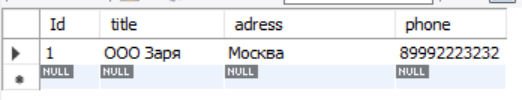 Id title adress phone
1 ООО Заря Москва 89992223232
NULL NULL NULL NULL